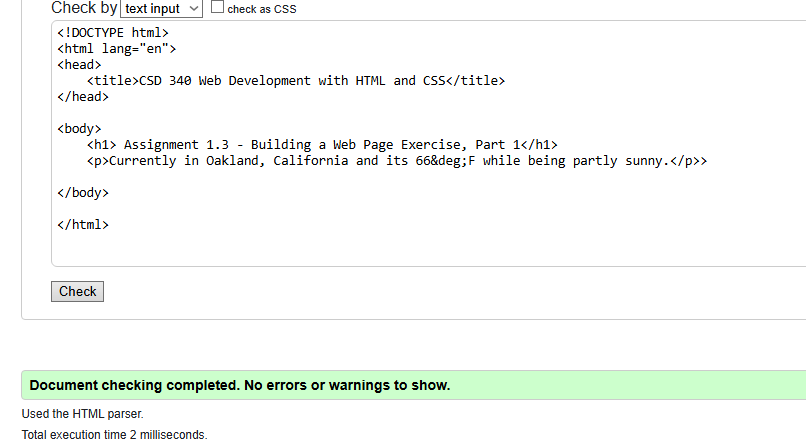 Check by text input check as CSS
<!DOCTYPE html>
<html lang="en">
<head>
    <title>CSD 340 Web Development with HTML and CSS</title>
</head>
<body>
    <h1> Assignment 1.3 - Building a Web Page Exercise, Part 1</h1>
    <p>Currently in Oakland, California and its 66&deg;F while being partly sunny.</p>>
</body>
</html>
Check
Document checking completed. No errors or warnings to show.
Used the HTML parser.
Total execution time 2 milliseconds.